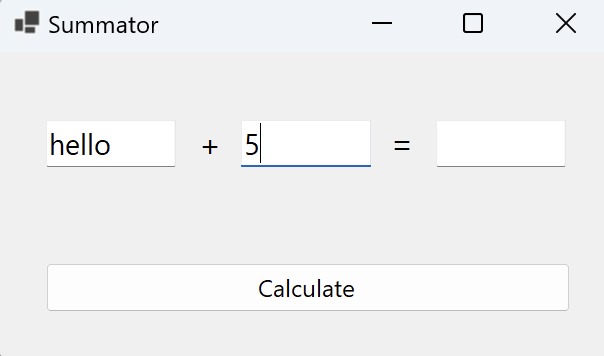 Summator
hello + 5 =
Calculate